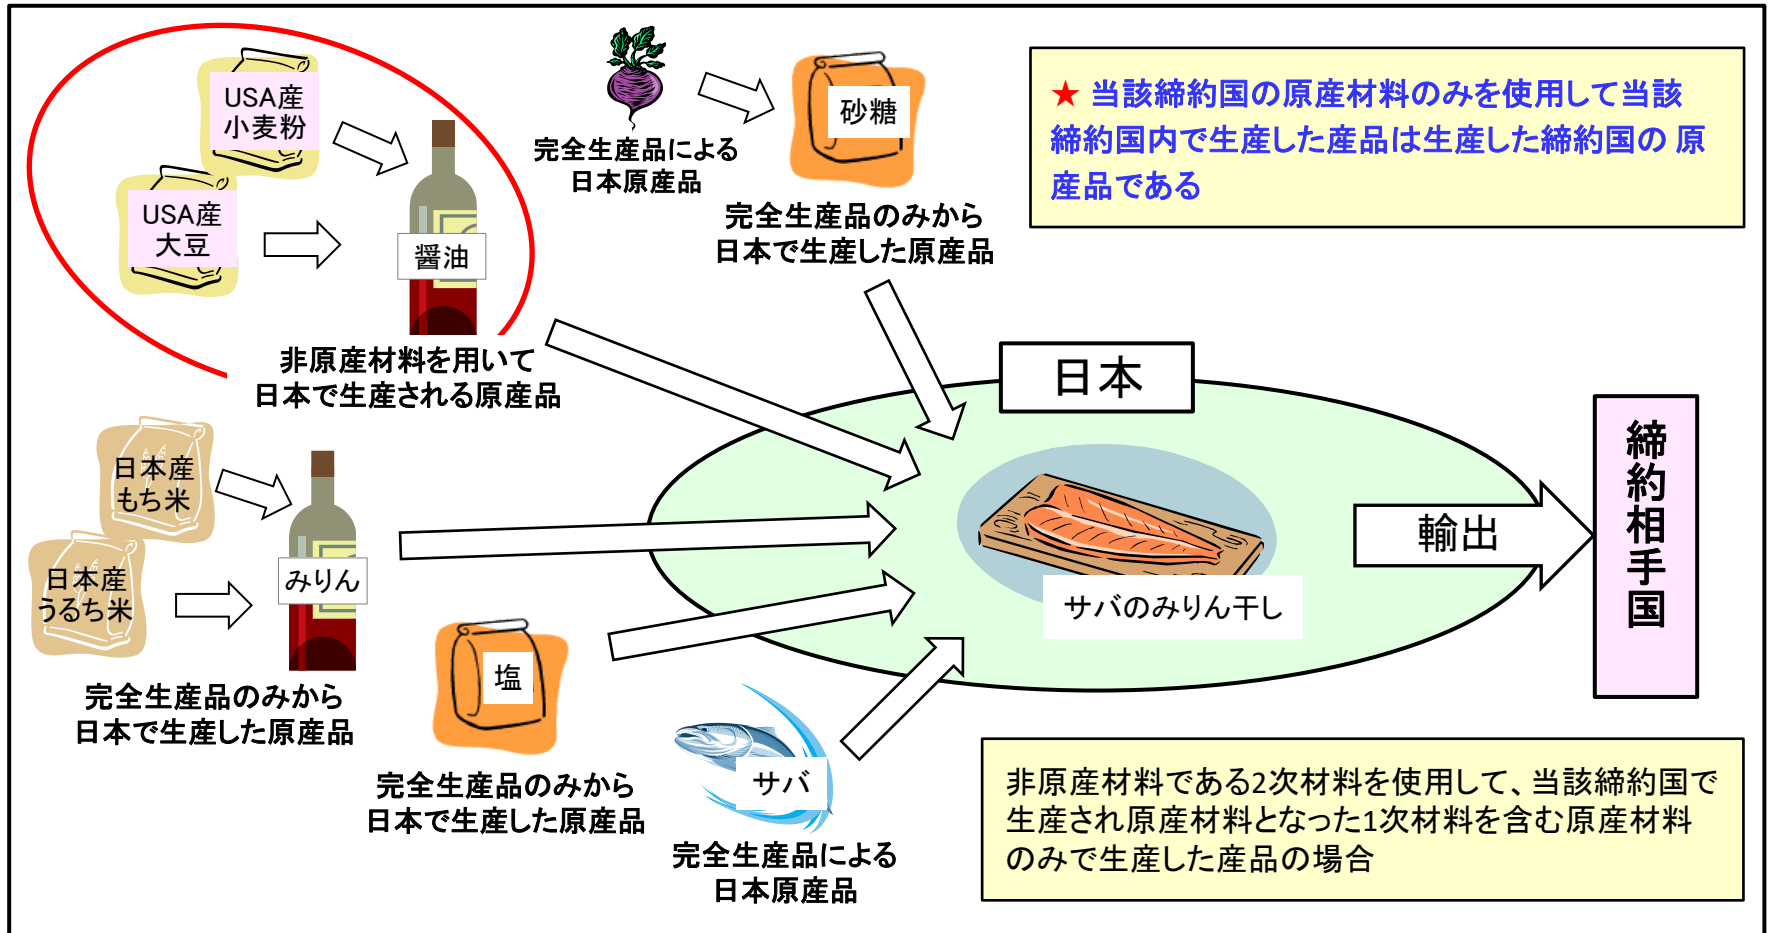 USA産
小麦粉
USA産
大豆
醤油
非原産材料を用いて
日本で生産される原産品
完全生産品による
日本原産品
砂糖
完全生産品のみから
日本で生産した原産品
★ 当該締約国の原産材料のみを使用して当該
締約国内で生産した産品は生産した締約国の 原
産品である
日本産
もち米
日本産
うるち米
みりん
完全生産品のみから
日本で生産した原産品
塩
完全生産品のみから
日本で生産した原産品
サバ
完全生産品による
日本原産品
日本
サバのみりん干し
輸出
締約相手国
非原産材料である2次材料を使用して、当該締約国で
生産され原産材料となった1次材料を含む原産材料
のみで生産した産品の場合